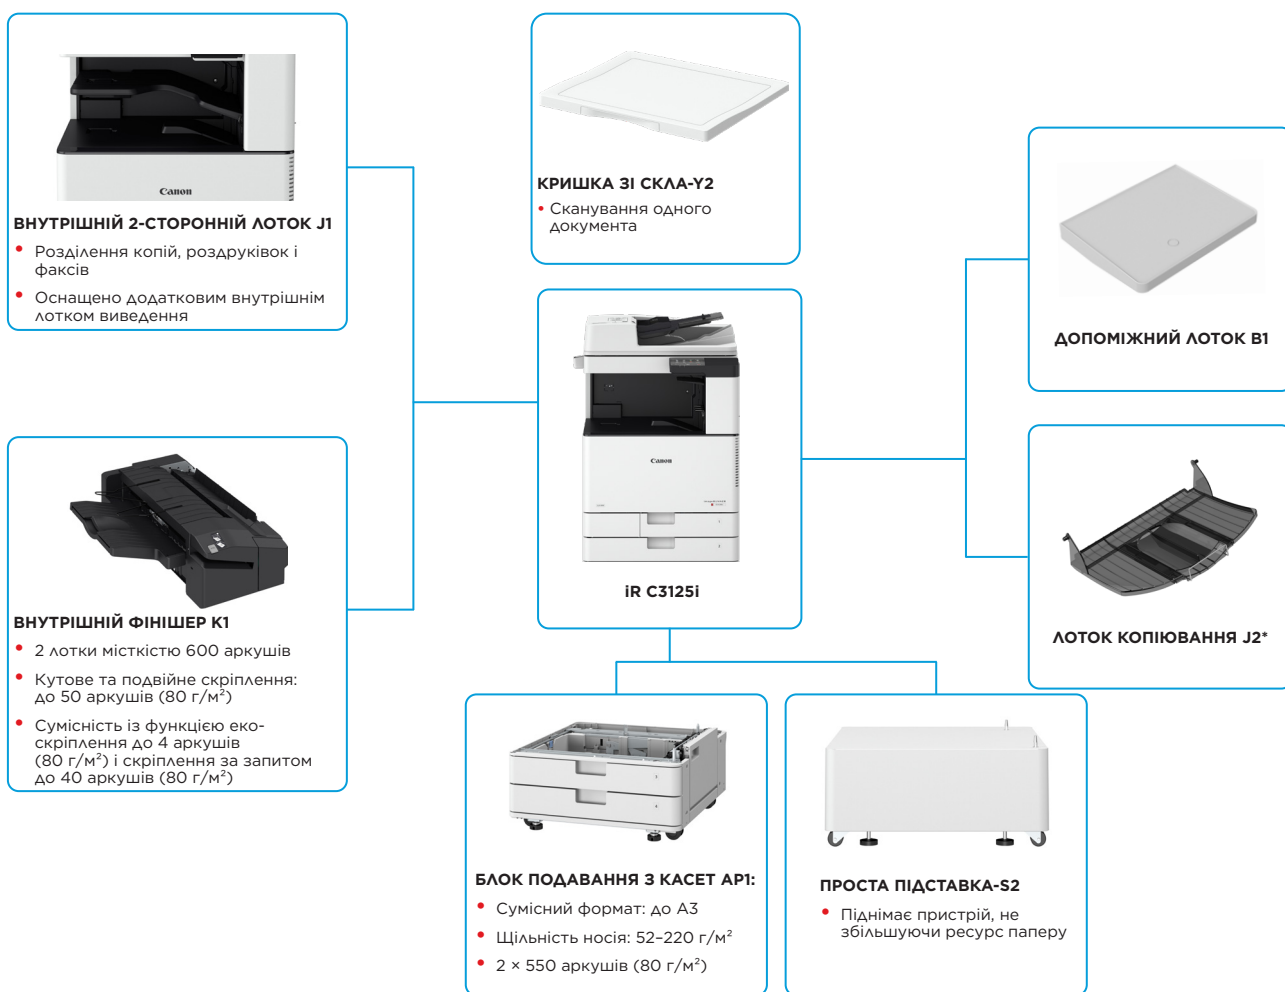 Canon
ВНУТРІШНІЙ 2-СТОРОННІЙ ЛОТОК J1
• Розділення копій, роздруківок і
факсів
• Оснащено додатковим внутрішнім
лотком виведення
КРИШКА ЗІ СКЛА-Y2
• Сканування одного
документа
ДОПОМІЖНИЙ ЛОТОК B1
Canon
iR C3125i
ЛОТОК КОПІЮВАННЯ J2*
ВНУТРІШНІЙ ФІНІШЕР K1
• 2 лотки місткістю 600 аркушів
• Кутове та подвійне скріплення:
до 50 аркушів (80 г/м²)
• Сумісність із функцією еко-
скріплення до 4 аркушів
(80 г/м²) і скріплення за запитом
до 40 аркушів (80 г/м²)
БЛОК ПОДАВАННЯ З КАСЕТ AP1:
• Сумісний формат: до A3
• Щільність носія: 52–220 г/м²
• 2 × 550 аркушів (80 г/м²)
ПРОСТА ПІДСТАВКА-S2
• Піднімає пристрій, не
збільшуючи ресурс паперу